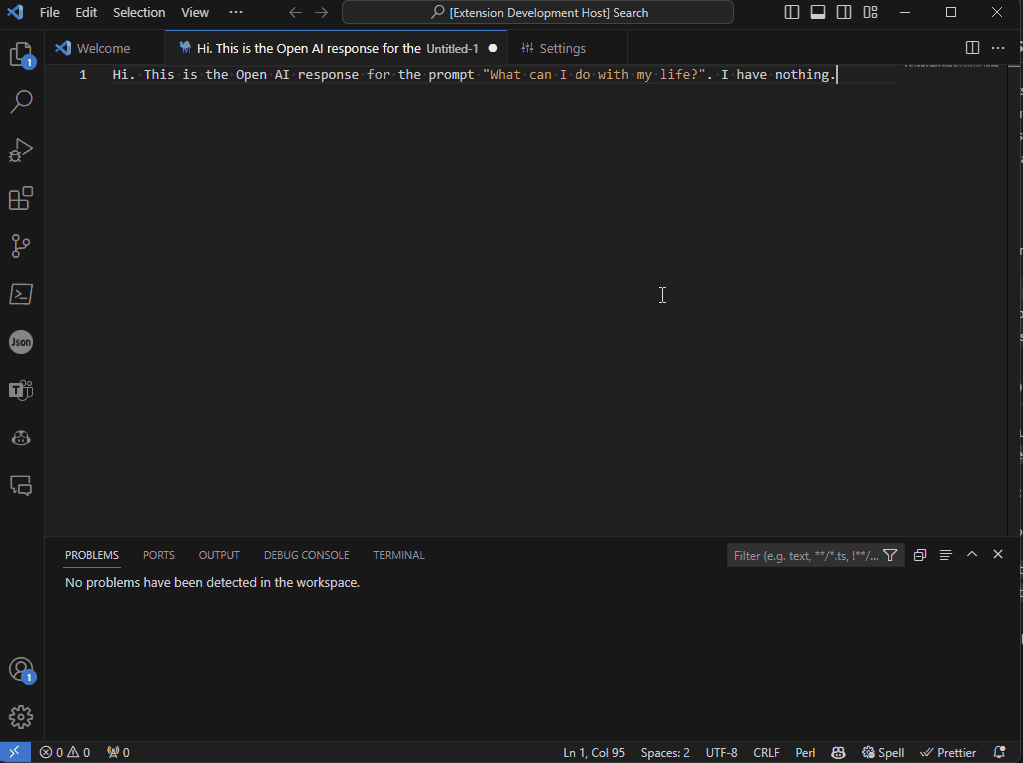 File Edit Selection View ··· [Extension Development Host] Search
1 Welcome Hi. This is the Open AI response for the Untitled-1 Settings
1 Hi. This is the Open AI response for the prompt "What can I do with my life?". I have nothing.
Json
T
PROBLEMS PORTS OUTPUT DEBUG CONSOLE TERMINAL Filter (e.g. text, **/*.ts, !**/...
No problems have been detected in the workspace.
1
0 0 0 Ln 1, Col 95 Spaces: 2 UTF-8 CRLF Perl Spell Prettier